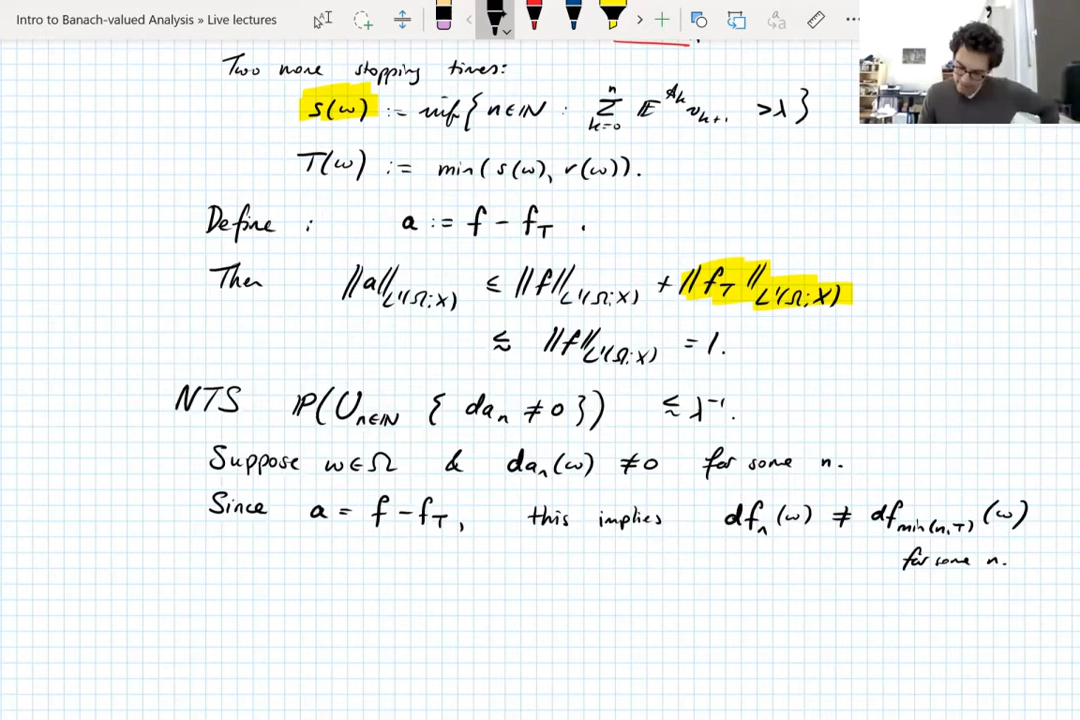 Intro to Banach-valued Analysis » Live lectures
Two more stopping times:
s(ω) := inf{ n∈ℕ : ∑_{k=0}^{n} 𝔼^{𝒜_k} v_{k+1} > λ }
T(ω) := min( s(ω), r(ω)).
Define : a := f - f_T .
Then ‖a‖_{L¹(Ω;X)} ≤ ‖f‖_{L¹(Ω;X)} + ‖f_T‖_{L¹(Ω;X)}
≲ ‖f‖_{L¹(Ω;X)} = 1.
NTS ℙ(∪_{n∈ℕ} { da_n ≠ 0 }) ≲ λ⁻¹.
Suppose ω∈Ω & da_n(ω) ≠ 0 for some n.
Since a = f - f_T, this implies df_n(ω) ≠ df_{min(n,T)}(ω)
for some n.